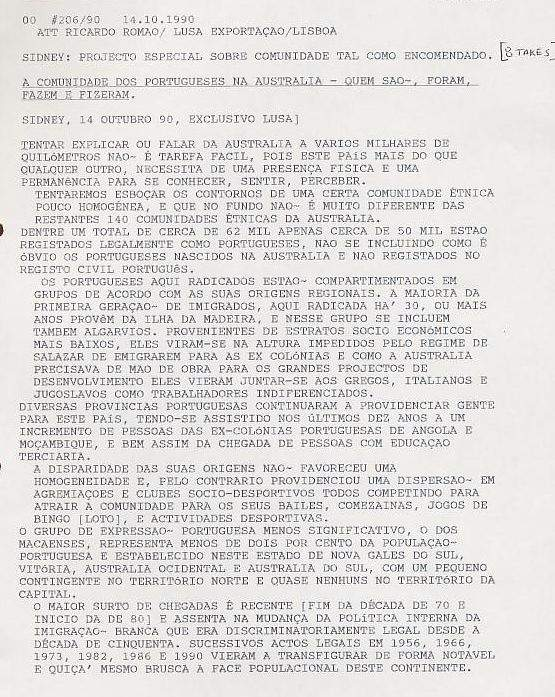 00 #206/90 14.10.1990
ATT RICARDO ROMAO/ LUSA EXPORTAÇAO/LISBOA
SIDNEY: PROJECTO ESPECIAL SOBRE COMUNIDADE TAL COMO ENCOMENDADO. [8 TAKES]
A COMUNIDADE DOS PORTUGUESES NA AUSTRALIA - QUEM SAO~, FORAM,
FAZEM E FIZERAM.
SIDNEY, 14 OUTUBRO 90, EXCLUSIVO LUSA]
TENTAR EXPLICAR OU FALAR DA AUSTRALIA A VARIOS MILHARES DE
QUILóMETROS NAO~ É TAREFA FACIL, POIS ESTE PAíS MAIS DO QUE
QUALQUER OUTRO, NECESSITA DE UMA PRESENÇA FISICA E UMA
PERMANêNCIA PARA SE CONHECER, SENTIR, PERCEBER.
TENTAREMOS ESBOÇAR OS CONTORNOS DE UMA CERTA COMUNIDADE ÉTNICA
POUCO HOMOGÉNEA, E QUE NO FUNDO NAO~ É MUITO DIFERENTE DAS
RESTANTES 140 COMUNIDADES ÉTNICAS DA AUSTRALIA.
DENTRE UM TOTAL DE CERCA DE 62 MIL APENAS CERCA DE 50 MIL ESTAO
REGISTADOS LEGALMENTE COMO PORTUGUESES, NAO SE INCLUINDO COMO É
óBVIO OS PORTUGUESES NASCIDOS NA AUSTRALIA E NAO REGISTADOS NO
REGISTO CIVIL PORTUGUêS.
OS PORTUGUESES AQUI RADICADOS ESTAO~ COMPARTIMENTADOS EM
GRUPOS DE ACORDO COM AS SUAS ORIGENS REGIONAIS. A MAIORIA DA
PRIMEIRA GERAÇAO~ DE IMIGRADOS, AQUI RADICADA HA' 30, OU MAIS
ANOS PROVêM DA ILHA DA MADEIRA, E NESSE GRUPO SE INCLUEM
TAMBEM ALGARVIOS. PROVENIENTES DE ESTRATOS SOCIO ECONóMICOS
MAIS BAIXOS, ELES VIRAM-SE NA ALTURA IMPEDIDOS PELO REGIME DE
SALAZAR DE EMIGRAREM PARA AS EX COLóNIAS E COMO A AUSTRALIA
PRECISAVA DE MAO DE OBRA PARA OS GRANDES PROJECTOS DE
DESENVOLVIMENTO ELES VIERAM JUNTAR-SE AOS GREGOS, ITALIANOS E
JUGOSLAVOS COMO TRABALHADORES INDIFERENCIADOS.
DIVERSAS PROVINCIAS PORTUGUESAS CONTINUARAM A PROVIDENCIAR GENTE
PARA ESTE PAíS, TENDO-SE ASSISTIDO NOS úLTIMOS DEZ ANOS A UM
INCREMENTO DE PESSOAS DAS EX-COLóNIAS PORTUGUESAS DE ANGOLA E
MOÇAMBIQUE, E BEM ASSIM DA CHEGADA DE PESSOAS COM EDUCAÇAO
TERCIARIA.
A DISPARIDADE DAS SUAS ORIGENS NAO~ FAVORECEU UMA
HOMOGENEIDADE E, PELO CONTRARIO PROVIDENCIOU UMA DISPERSAO~ EM
AGREMIAÇOES E CLUBES SOCIO-DESPORTIVOS TODOS COMPETINDO PARA
ATRAIR A COMUNIDADE PARA OS SEUS BAILES, COMEZAINAS, JOGOS DE
BINGO [LOTO], E ACTIVIDADES DESPORTIVAS.
O GRUPO DE EXPRESSAO~ PORTUGUESA MENOS SIGNIFICATIVO, O DOS
MACAENSES, REPRESENTA MENOS DE DOIS POR CENTO DA POPULAÇAO~
PORTUGUESA E ESTABELECIDO NESTE ESTADO DE NOVA GALES DO SUL,
VITóRIA, AUSTRALIA OCIDENTAL E AUSTRALIA DO SUL, COM UM PEQUENO
CONTINGENTE NO TERRITóRIO NORTE E QUASE NENHUNS NO TERRITóRIO DA
CAPITAL.
O MAIOR SURTO DE CHEGADAS É RECENTE [FIM DA DÉCADA DE 70 E
INICIO DA DE 80] E ASSENTA NA MUDANÇA DA POLíTICA INTERNA DA
IMIGRAÇAO~ BRANCA QUE ERA DISCRIMINATORIAMENTE LEGAL DESDE A
DÉCADA DE CINQUENTA. SUCESSIVOS ACTOS LEGAIS EM 1956, 1966,
1973, 1982, 1986 E 1990 VIERAM A TRANSFIGURAR DE FORMA NOTAVEL
E QUIÇA' MESMO BRUSCA A FACE POPULACIONAL DESTE CONTINENTE.